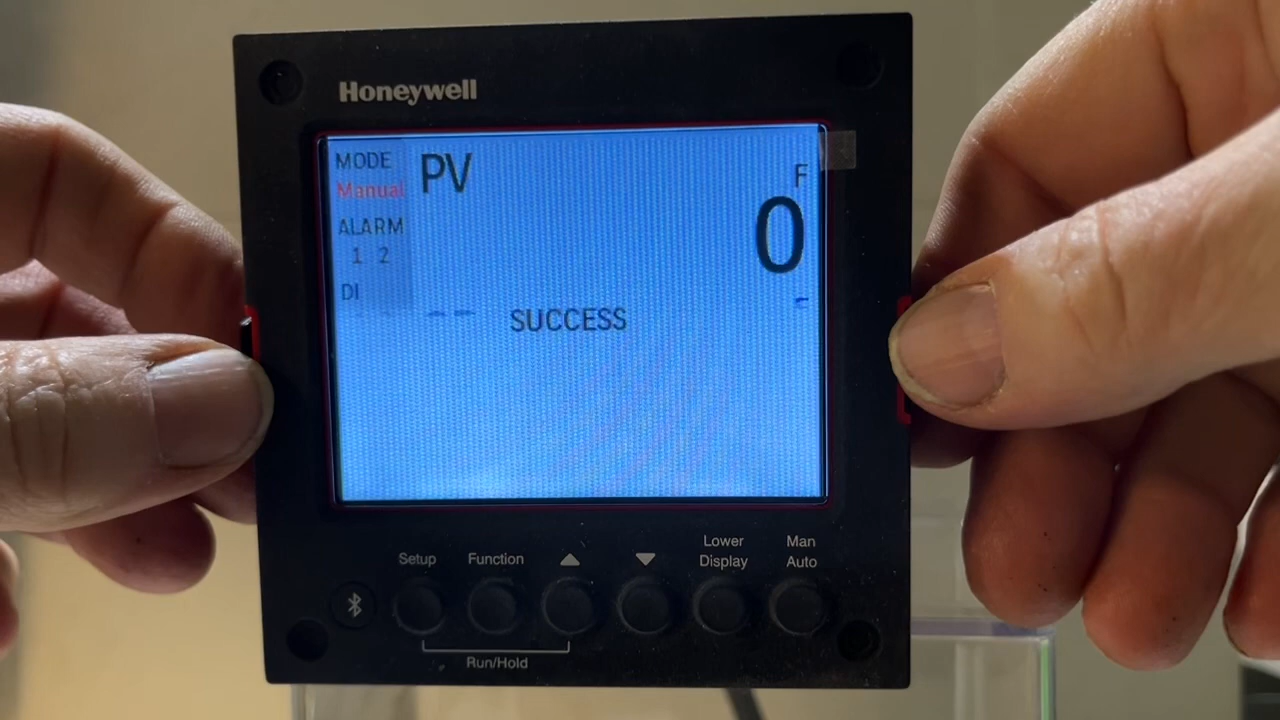 Honeywell
MODE
Manual
ALARM
1 2
DI
PV
F
0
-- SUCCESS
Setup
Function
Lower
Display
Man
Auto
Run/Hold